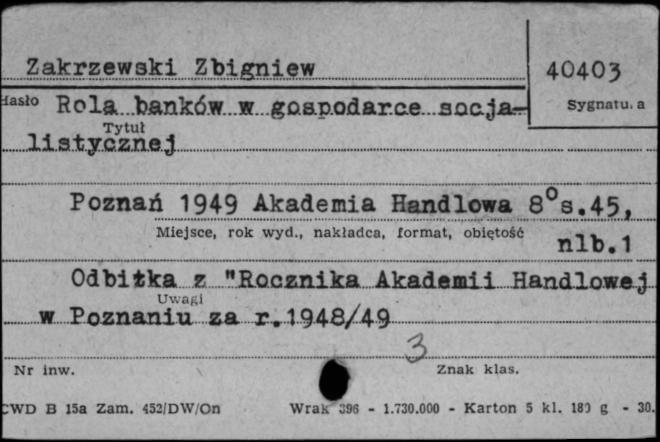 Zakrzewski Zbigniew
40403
Hasło Rola banków w gospodarce socja-
Sygnatu.a
Tytuł
listycznej
Poznań 1949 Akademia Handlowa 8⁰s.45,
Miejsce, rok wyd., nakładca, format, objętość
nlb.1
Odbitka z "Rocznika Akademii Handlowej
Uwagi
w Poznaniu za r.1948/49
3
Nr inw.
Znak klas.
CWD B 15a Zam. 452/DW/On Wrak 396 - 1.730.000 - Karton 5 kl. 180 g - 30.